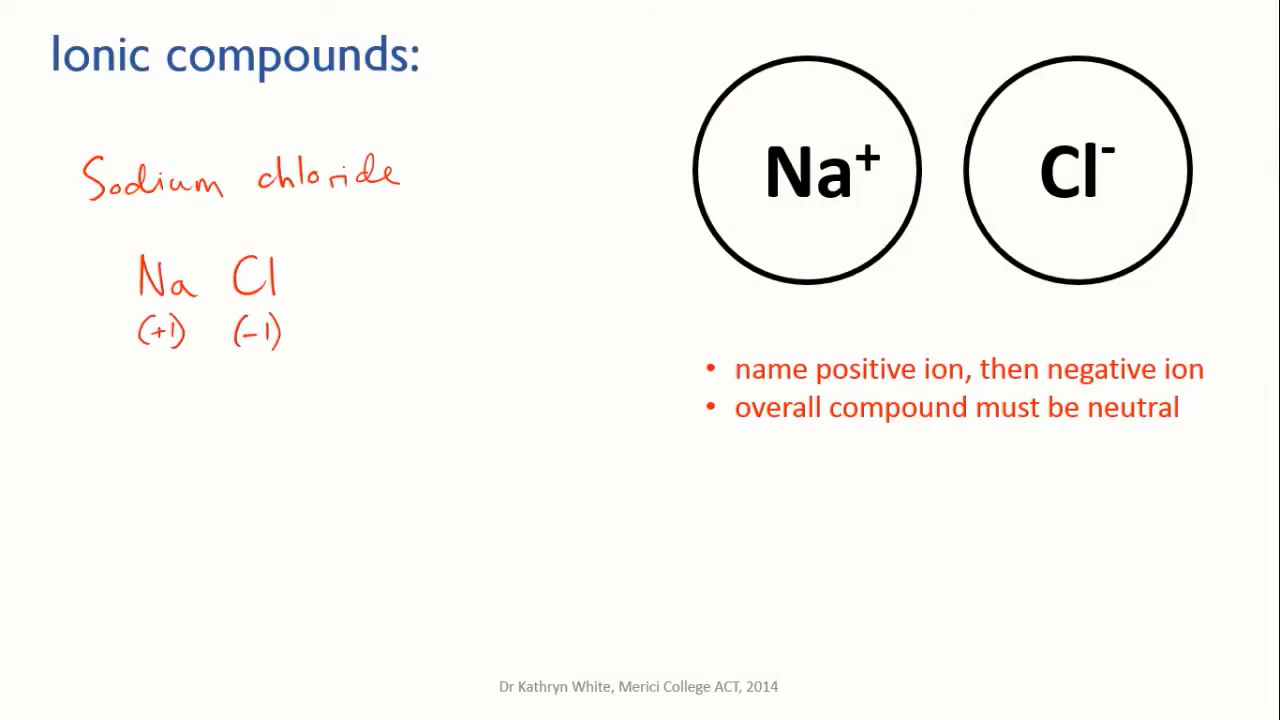 Ionic compounds:
Sodium chloride
Na Cl
(+1) (-1)
Na⁺ Cl⁻
• name positive ion, then negative ion
• overall compound must be neutral
Dr Kathryn White, Merici College ACT, 2014